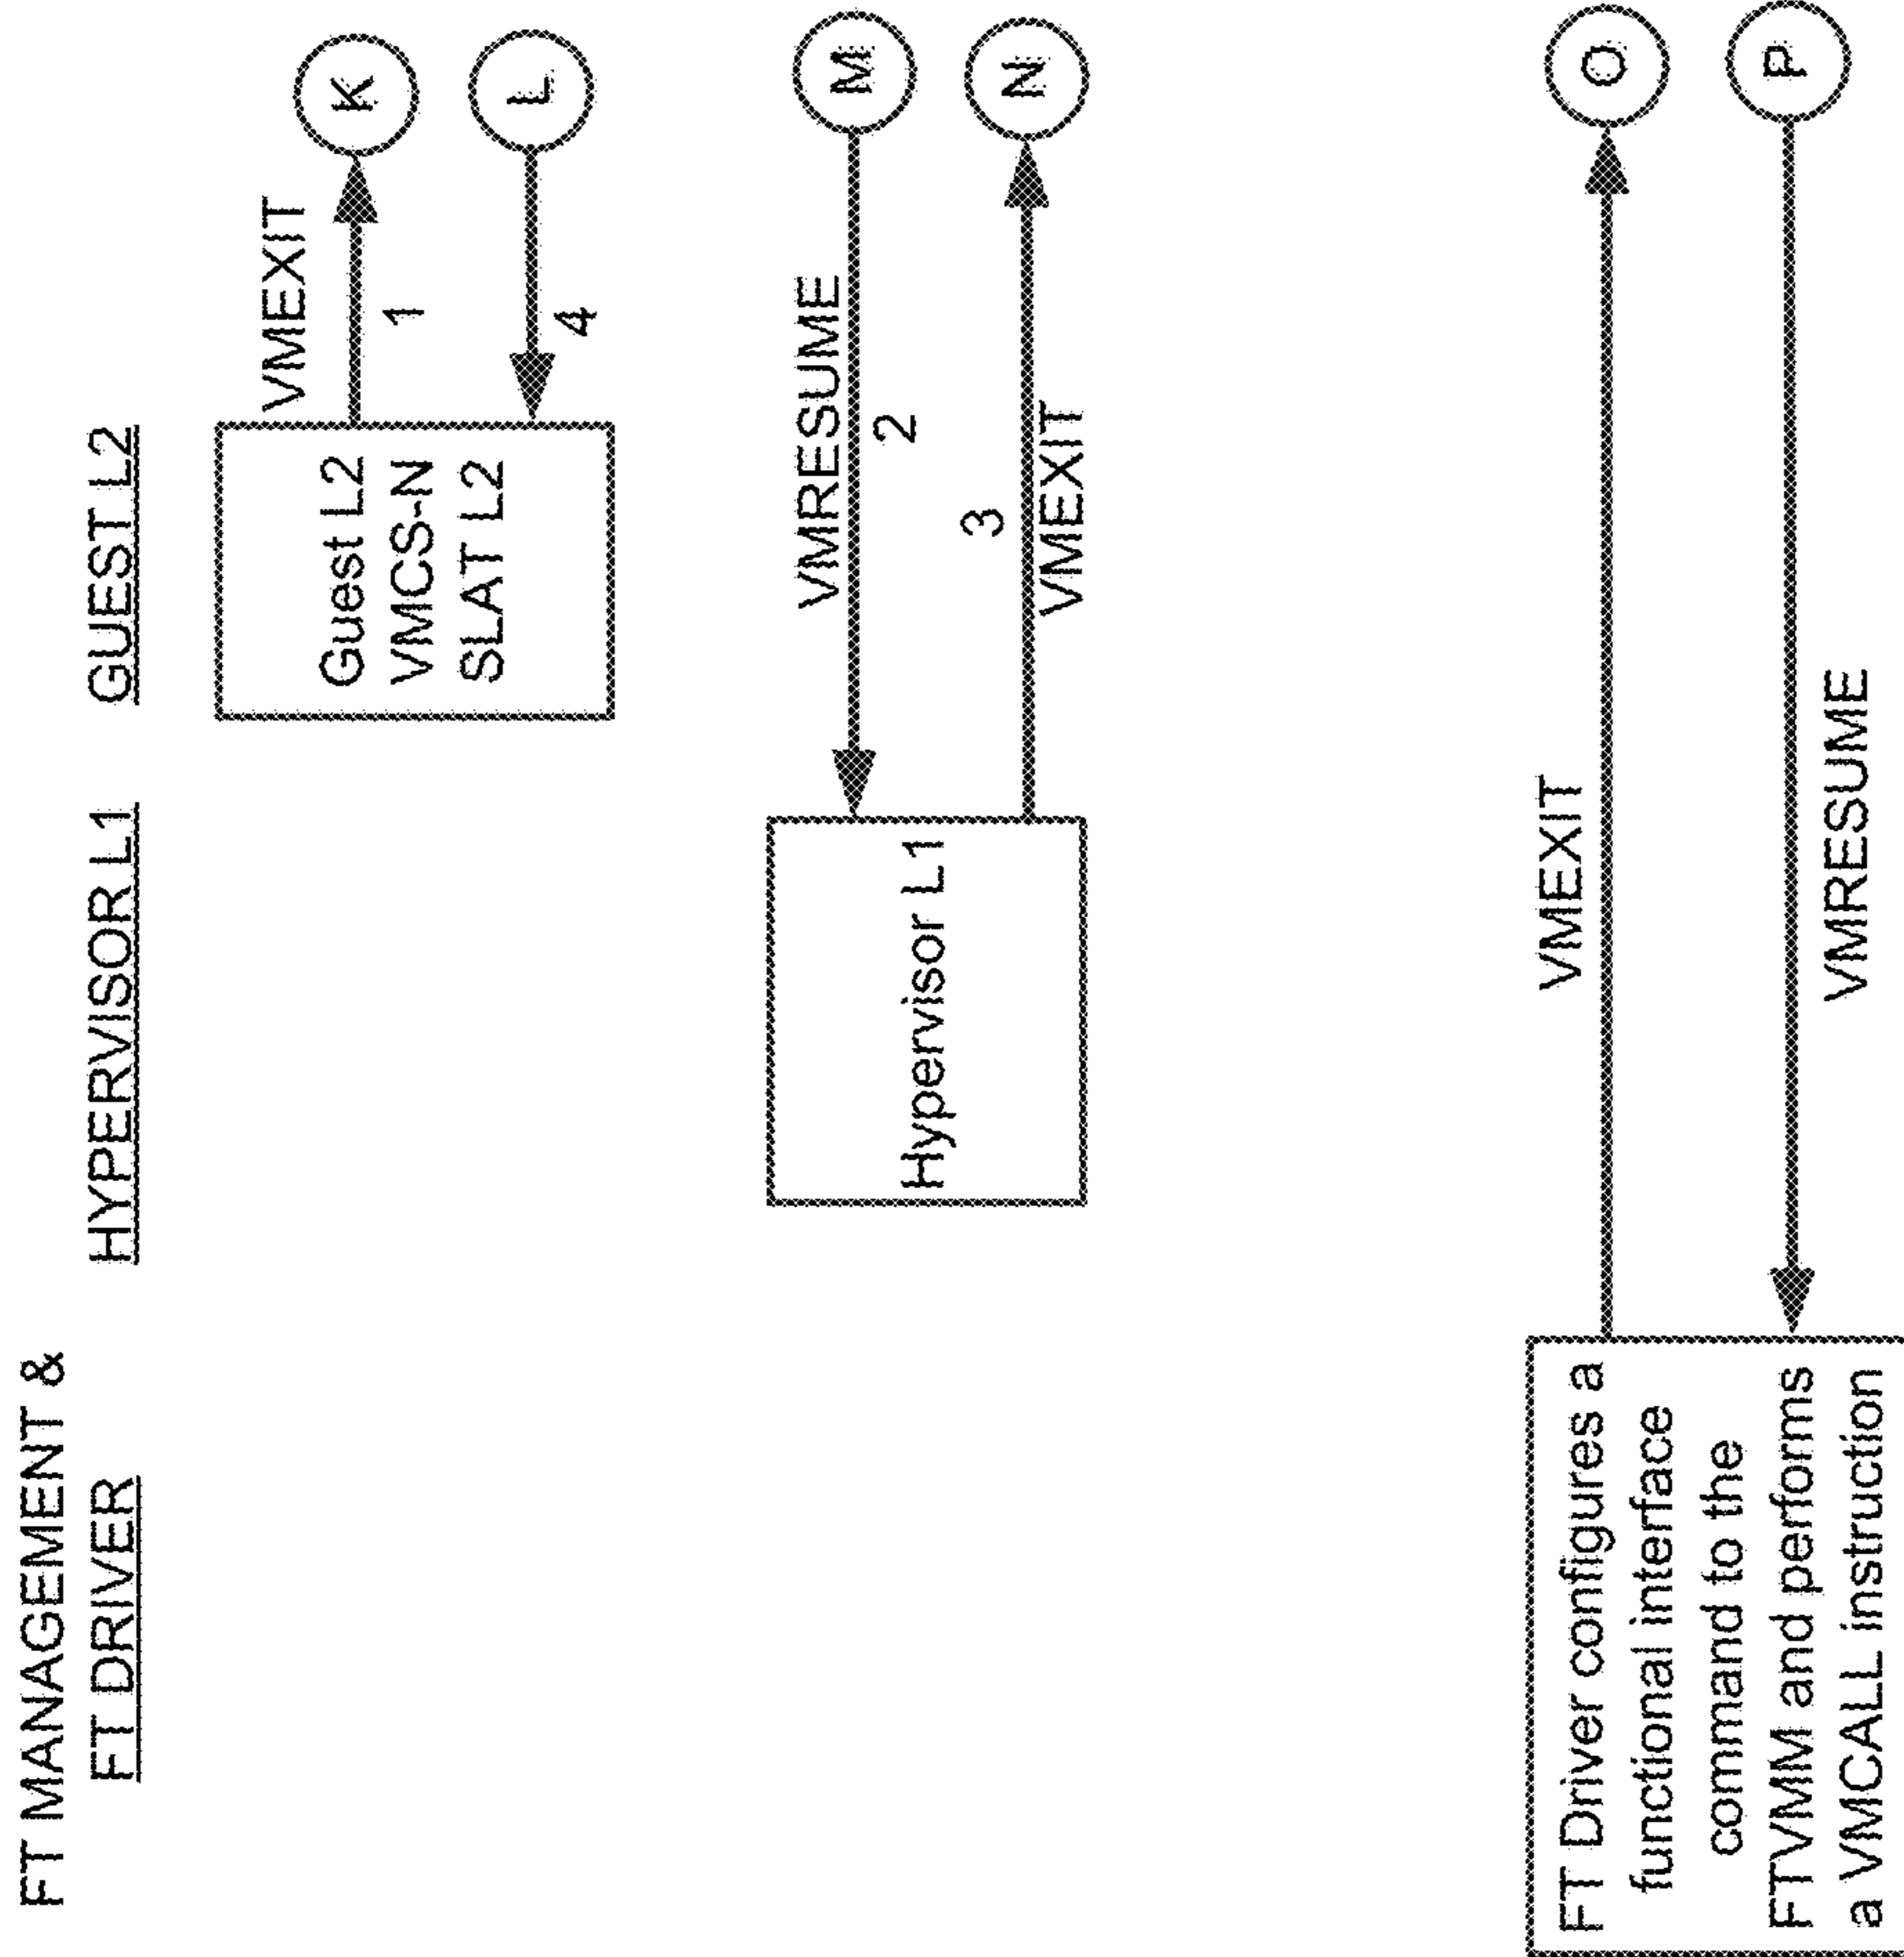 FT MANAGEMENT &
FT DRIVER
HYPERVISOR L1
GUEST L2
Guest L2
VMCS-N
SLAT L2
VMEXIT
1
K
4
L
Hypervisor L1
VMRESUME
2
M
3
VMEXIT
N
FT Driver configures a
functional interface
command to the
FTVMM and performs
a VMCALL instruction
VMEXIT
O
VMRESUME
P